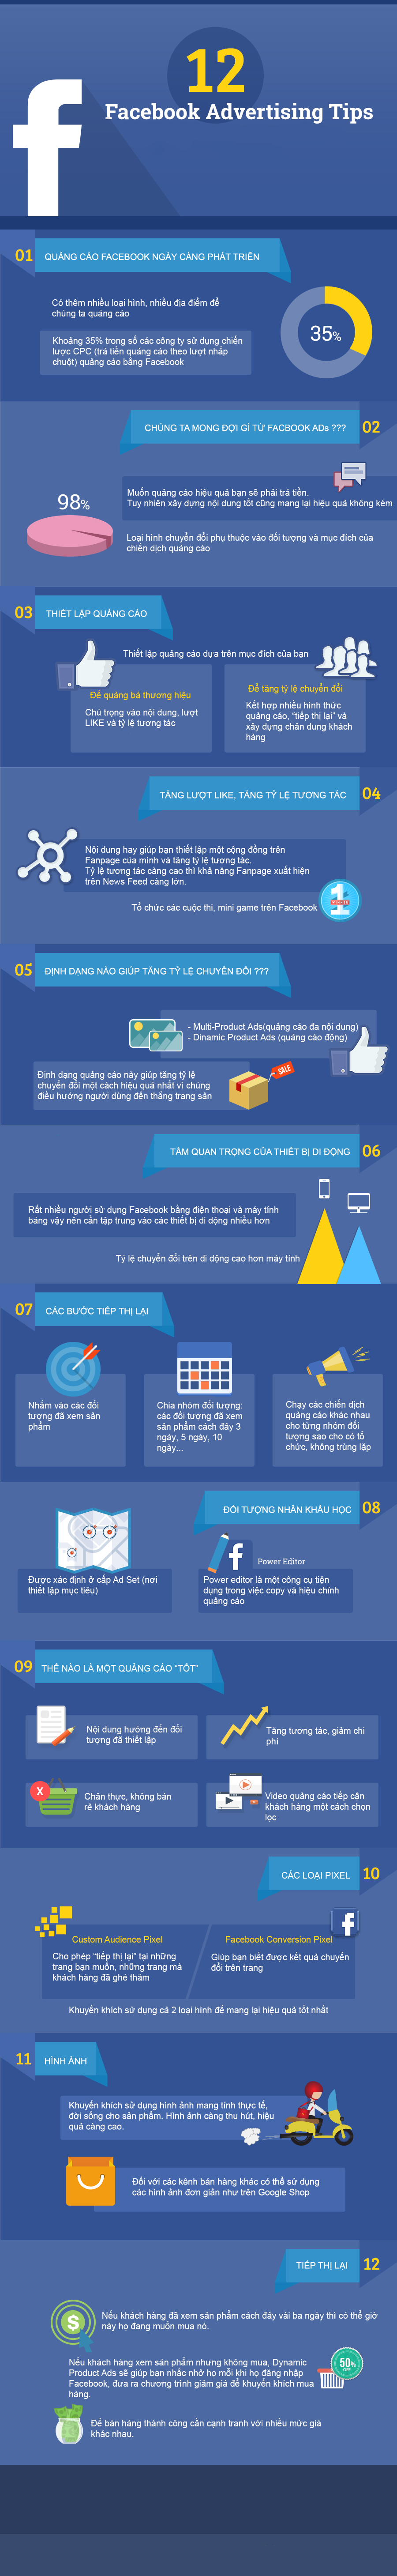 12
Facebook Advertising Tips
01
QUẢNG CÁO FACEBOOK NGÀY CÀNG PHÁT TRIỂN
Có thêm nhiều loại hình, nhiều địa điểm để
chúng ta quảng cáo
Khoảng 35% trong số các công ty sử dụng chiến
lược CPC (trả tiền quảng cáo theo lượt nhấp
chuột) quảng cáo bằng Facebook
35%
CHÚNG TA MONG ĐỢI GÌ TỪ FACBOOK ADs ???
02
98%
Muốn quảng cáo hiệu quả bạn sẽ phải trả tiền.
Tuy nhiên xây dựng nội dung tốt cũng mang lại hiệu quả không kém
Loại hình chuyển đổi phụ thuộc vào đối tượng và mục đích của
chiến dịch quảng cáo
03
THIẾT LẬP QUẢNG CÁO
Thiết lập quảng cáo dựa trên mục đích của bạn
Để quảng bá thương hiệu
Chú trọng vào nội dung, lượt
LIKE và tỷ lệ tương tác
Để tăng tỷ lệ chuyển đổi
Kết hợp nhiều hình thức
quảng cáo, “tiếp thị lại” và
xây dựng chân dung khách
hàng
TĂNG LƯỢT LIKE, TĂNG TỶ LỆ TƯƠNG TÁC
04
Nội dung hay giúp bạn thiết lập một cộng đồng trên
Fanpage của mình và tăng tỷ lệ tương tác.
Tỷ lệ tương tác càng cao thì khả năng Fanpage xuất hiện
trên News Feed càng lớn.
Tổ chức các cuộc thi, mini game trên Facebook
1
WINNER
05
ĐỊNH DẠNG NÀO GIÚP TĂNG TỶ LỆ CHUYỂN ĐỔI ???
- Multi-Product Ads(quảng cáo đa nội dung)
- Dinamic Product Ads (quảng cáo động)
Định dạng quảng cáo này giúp tăng tỷ lệ
chuyển đổi một cách hiệu quả nhất vì chúng
điều hướng người dùng đến thẳng trang sản
SALE
TẦM QUAN TRỌNG CỦA THIẾT BỊ DI ĐỘNG
06
Rất nhiều người sử dụng Facebook bằng điện thoại và máy tính
bảng vậy nên cần tập trung vào các thiết bị di dộng nhiều hơn
Tỷ lệ chuyển đổi trên di động cao hơn máy tính
07
CÁC BƯỚC TIẾP THỊ LẠI
Nhắm vào các đối
tượng đã xem sản
phẩm
Chia nhóm đối tượng:
các đối tượng đã xem
sản phẩm cách đây 3
ngày, 5 ngày, 10
ngày...
Chạy các chiến dịch
quảng cáo khác nhau
cho từng nhóm đối
tượng sao cho có tổ
chức, không trùng lặp
ĐỐI TƯỢNG NHÂN KHẨU HỌC
08
Được xác định ở cấp Ad Set (nơi
thiết lập mục tiêu)
Power Editor
Power editor là một công cụ tiện
dụng trong việc copy và hiệu chỉnh
quảng cáo
09
THẾ NÀO LÀ MỘT QUẢNG CÁO “TỐT”
Nội dung hướng đến đối
tượng đã thiết lập
Tăng tương tác, giảm chi
phí
X
Chân thực, không bán
rẻ khách hàng
Video quảng cáo tiếp cận
khách hàng một cách chọn
lọc
CÁC LOẠI PIXEL
10
Custom Audience Pixel
Cho phép “tiếp thị lại” tại những
trang bạn muốn, những trang mà
khách hàng đã ghé thăm
Facebook Conversion Pixel
Giúp bạn biết được kết quả chuyển
đổi trên trang
Khuyến khích sử dụng cả 2 loại hình để mang lại hiệu quả tốt nhất
11
HÌNH ẢNH
Khuyến khích sử dụng hình ảnh mang tính thực tế,
đời sống cho sản phẩm. Hình ảnh càng thu hút, hiệu
quả càng cao.
Đối với các kênh bán hàng khác có thể sử dụng
các hình ảnh đơn giản như trên Google Shop
TIẾP THỊ LẠI
12
Nếu khách hàng đã xem sản phẩm cách đây vài ba ngày thì có thể giờ
này họ đang muốn mua nó.
Nếu khách hàng xem sản phẩm nhưng không mua, Dynamic
Product Ads sẽ giúp bạn nhắc nhở họ mỗi khi họ đăng nhập
Facebook, đưa ra chương trình giảm giá để khuyến khích mua
hàng.
50%
OFF
Để bán hàng thành công cần cạnh tranh với nhiều mức giá
khác nhau.